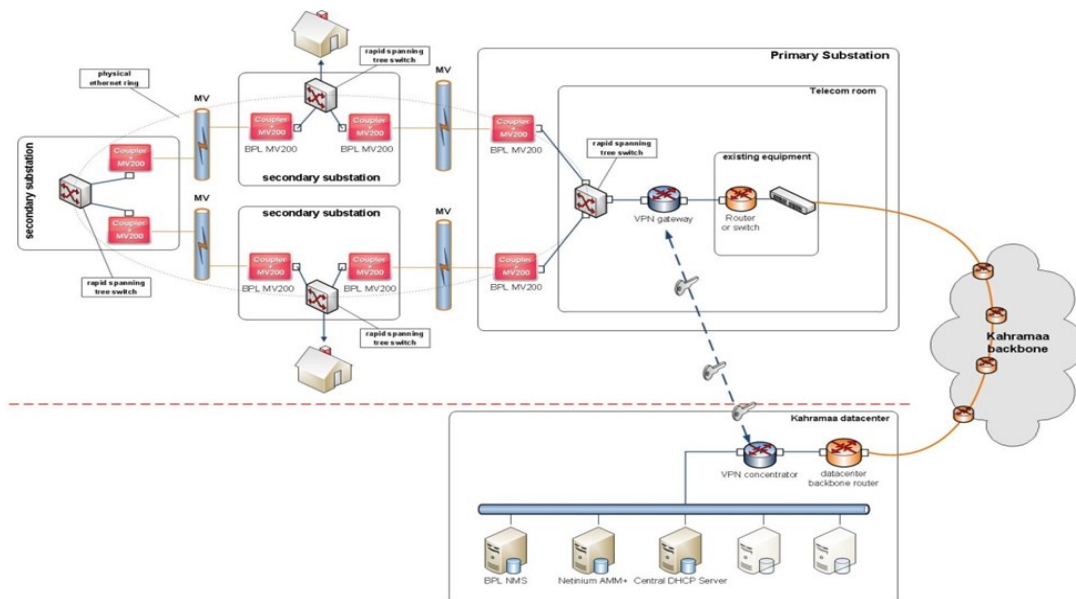 Primary Substation
Telecom room
rapid spanning
tree switch
physical
ethernet ring
MV
MV
Coupler
+
MV200
BPL MV200
Coupler
+
MV200
BPL MV200
Coupler
+
MV200
BPL MV200
secondary substation
rapid spanning
tree switch
existing equipment
Coupler
+
MV200
Coupler
+
MV200
secondary substation
rapid spanning
tree switch
VPN gateway
Router
or switch
secondary substation
MV
MV
Coupler
+
MV200
BPL MV200
Coupler
+
MV200
BPL MV200
Coupler
+
MV200
BPL MV200
rapid spanning
tree switch
Kahramaa
backbone
Kahramaa datacenter
VPN concentrator
datacenter
backbone router
BPL NMS
Netinium AMM+
Central DHCP Server